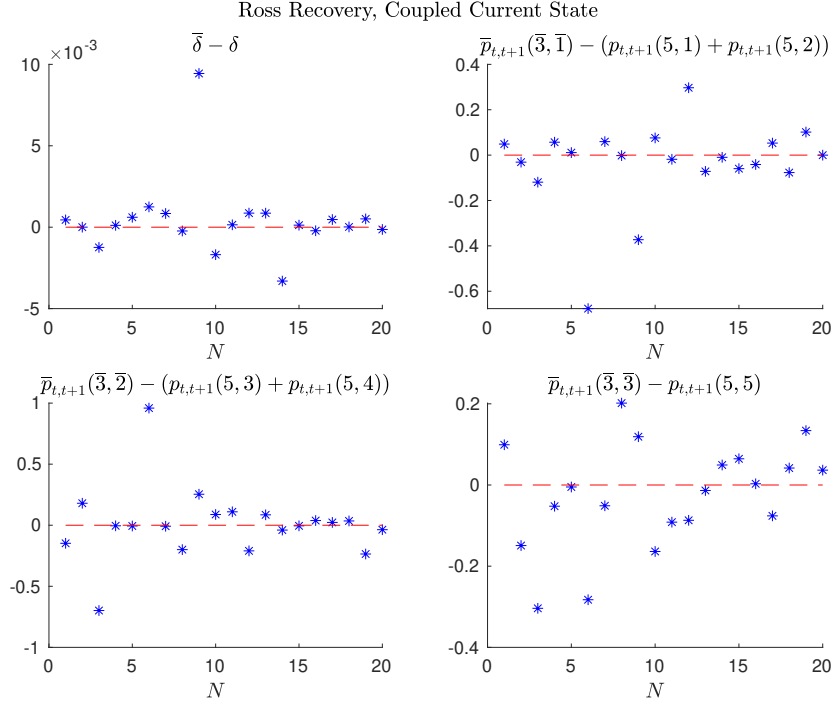 Ross Recovery, Coupled Current State
×10⁻³
δ̅ − δ
10
5
0
-5
0 5 10 15 20
N
p̅ₜ,ₜ₊₁(3̅, 1̅) − (pₜ,ₜ₊₁(5, 1) + pₜ,ₜ₊₁(5, 2))
0.4
0.2
0
-0.2
-0.4
-0.6
0 5 10 15 20
N
p̅ₜ,ₜ₊₁(3̅, 2̅) − (pₜ,ₜ₊₁(5, 3) + pₜ,ₜ₊₁(5, 4))
1
0.5
0
-0.5
-1
0 5 10 15 20
N
p̅ₜ,ₜ₊₁(3̅, 3̅) − pₜ,ₜ₊₁(5, 5)
0.2
0
-0.2
-0.4
0 5 10 15 20
N